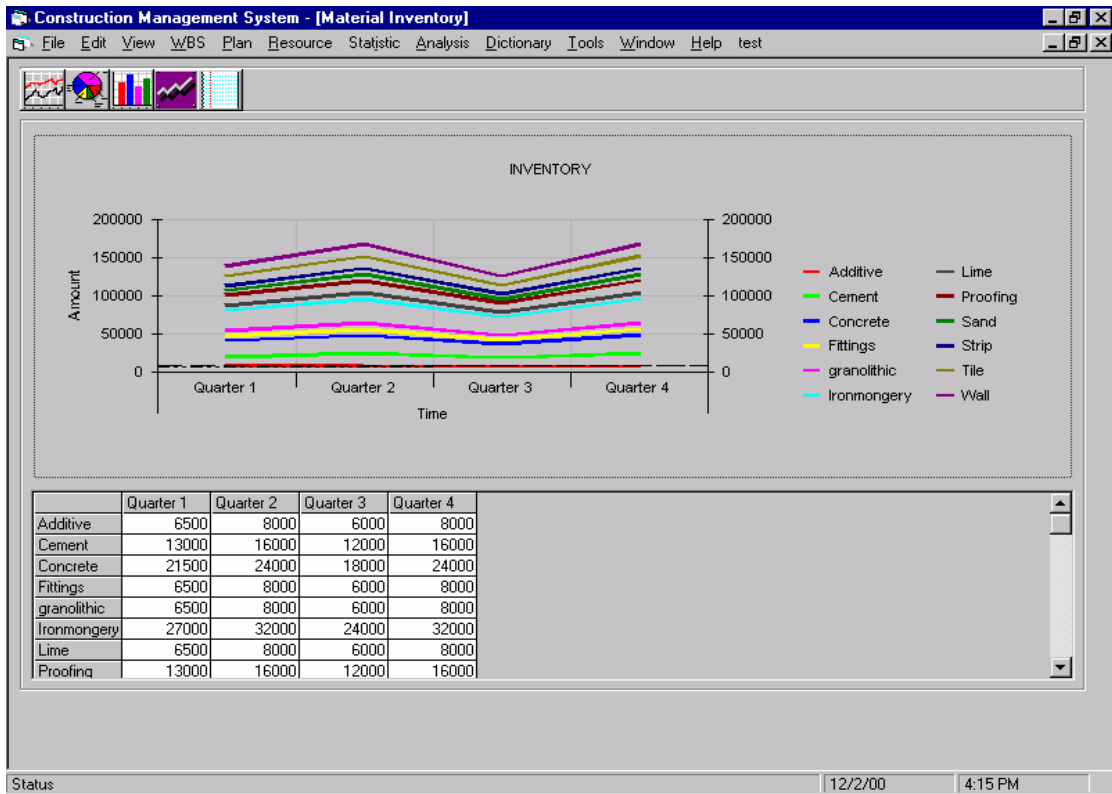 Construction Management System - [Material Inventory]
File Edit View WBS Plan Resource Statistic Analysis Dictionary Tools Window Help test
INVENTORY
200000 200000
150000 150000
100000 100000
50000 50000
0 0
Amount
Quarter 1 Quarter 2 Quarter 3 Quarter 4
Time
Additive Lime
Cement Proofing
Concrete Sand
Fittings Strip
granolithic Tile
Ironmongery Wall
Quarter 1 Quarter 2 Quarter 3 Quarter 4
Additive 6500 8000 6000 8000
Cement 13000 16000 12000 16000
Concrete 21500 24000 18000 24000
Fittings 6500 8000 6000 8000
granolithic 6500 8000 6000 8000
Ironmongery 27000 32000 24000 32000
Lime 6500 8000 6000 8000
Proofing 13000 16000 12000 16000
Status 12/2/00 4:15 PM